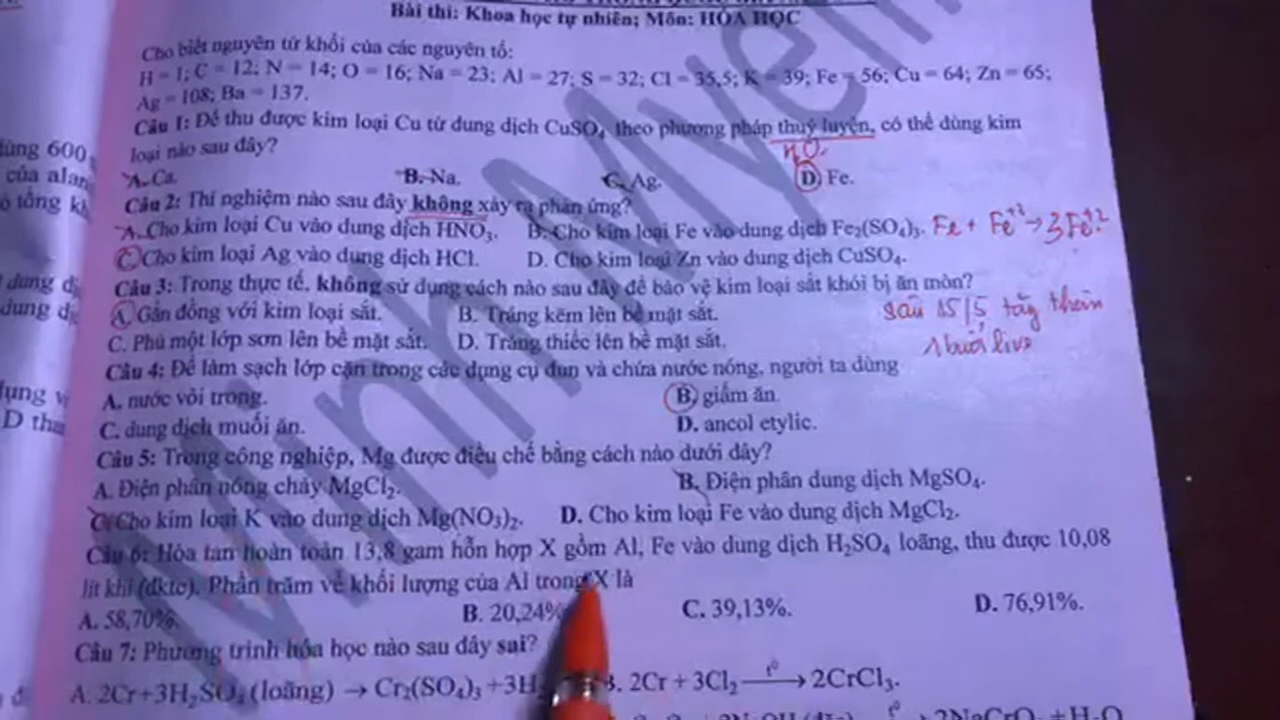 Bài thi: Khoa học tự nhiên; Môn: HÓA HỌC
Cho biết nguyên tử khối của các nguyên tố:
H = 1; C = 12; N = 14; O = 16; Na = 23; Al = 27; S = 32; Cl = 35,5; K = 39; Fe = 56; Cu = 64; Zn = 65;
Ag = 108; Ba = 137.
Câu 1: Để thu được kim loại Cu từ dung dịch CuSO₄ theo phương pháp thuỷ luyện, có thể dùng kim
loại nào sau đây?
A. Ca. B. Na. C. Ag. D. Fe.
Câu 2: Thí nghiệm nào sau đây không xảy ra phản ứng?
A. Cho kim loại Cu vào dung dịch HNO₃. B. Cho kim loại Fe vào dung dịch Fe₂(SO₄)₃. Fe + Fe⁺³ → 3Fe⁺²
C. Cho kim loại Ag vào dung dịch HCl. D. Cho kim loại Zn vào dung dịch CuSO₄.
Câu 3: Trong thực tế, không sử dụng cách nào sau đây để bảo vệ kim loại sắt khỏi bị ăn mòn?
A. Gắn đồng với kim loại sắt. B. Tráng kẽm lên bề mặt sắt. sau 15/5 tăng thêm
C. Phủ một lớp sơn lên bề mặt sắt. D. Tráng thiếc lên bề mặt sắt. 1 buổi live
Câu 4: Để làm sạch lớp cặn trong các dụng cụ đun và chứa nước nóng, người ta dùng
A. nước vôi trong. B. giấm ăn.
C. dung dịch muối ăn. D. ancol etylic.
Câu 5: Trong công nghiệp, Mg được điều chế bằng cách nào dưới đây?
A. Điện phân nóng chảy MgCl₂. B. Điện phân dung dịch MgSO₄.
C. Cho kim loại K vào dung dịch Mg(NO₃)₂. D. Cho kim loại Fe vào dung dịch MgCl₂.
Câu 6: Hòa tan hoàn toàn 13,8 gam hỗn hợp X gồm Al, Fe vào dung dịch H₂SO₄ loãng, thu được 10,08
lít khí (đktc). Phần trăm về khối lượng của Al trong X là
A. 58,70%. B. 20,24% C. 39,13%. D. 76,91%.
Câu 7: Phương trình hóa học nào sau đây sai?
A. 2Cr+3H₂SO₄ (loãng) → Cr₂(SO₄)₃ +3H B. 2Cr + 3Cl₂ —t⁰→ 2CrCl₃.